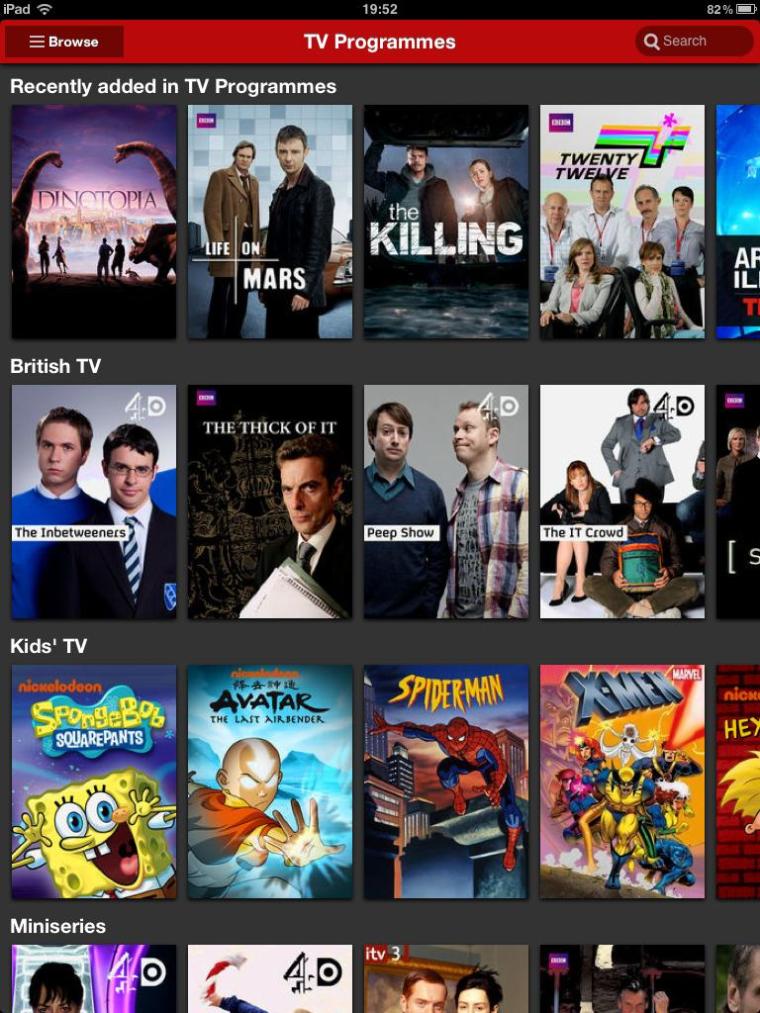 iPad
19:52
82%
Browse
TV Programmes
Search
Recently added in TV Programmes
DINOTOPIA
BBC
LIFE ON
MARS
the
KILLING
BBC
TWENTY
TWELVE
British TV
4oD
The Inbetweeners
BBC
THE THICK OF IT
4oD
Peep Show
4oD
The IT Crowd
BBC
[ s
Kids' TV
nickelodeon
SpongeBob
SQUAREPANTS
nickelodeon
AVATAR
THE LAST AIRBENDER
SPIDER-MAN
MARVEL
X-MEN
HEY
Miniseries
4oD
4oD
itv 3
BBC